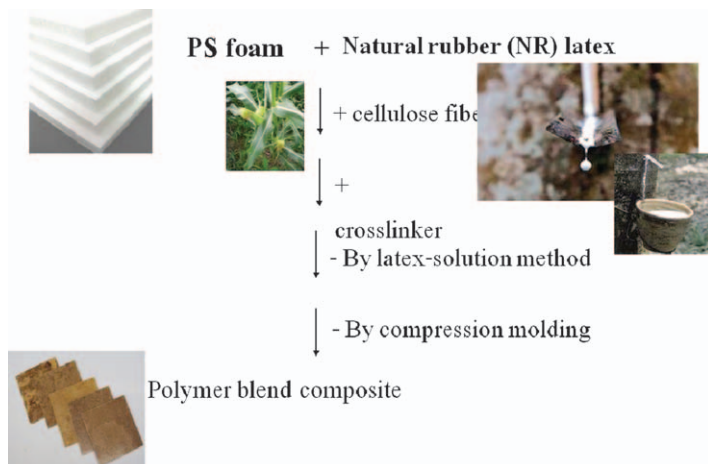 PS foam + Natural rubber (NR) latex
+ cellulose fibe
+
crosslinker
- By latex-solution method
- By compression molding
Polymer blend composite